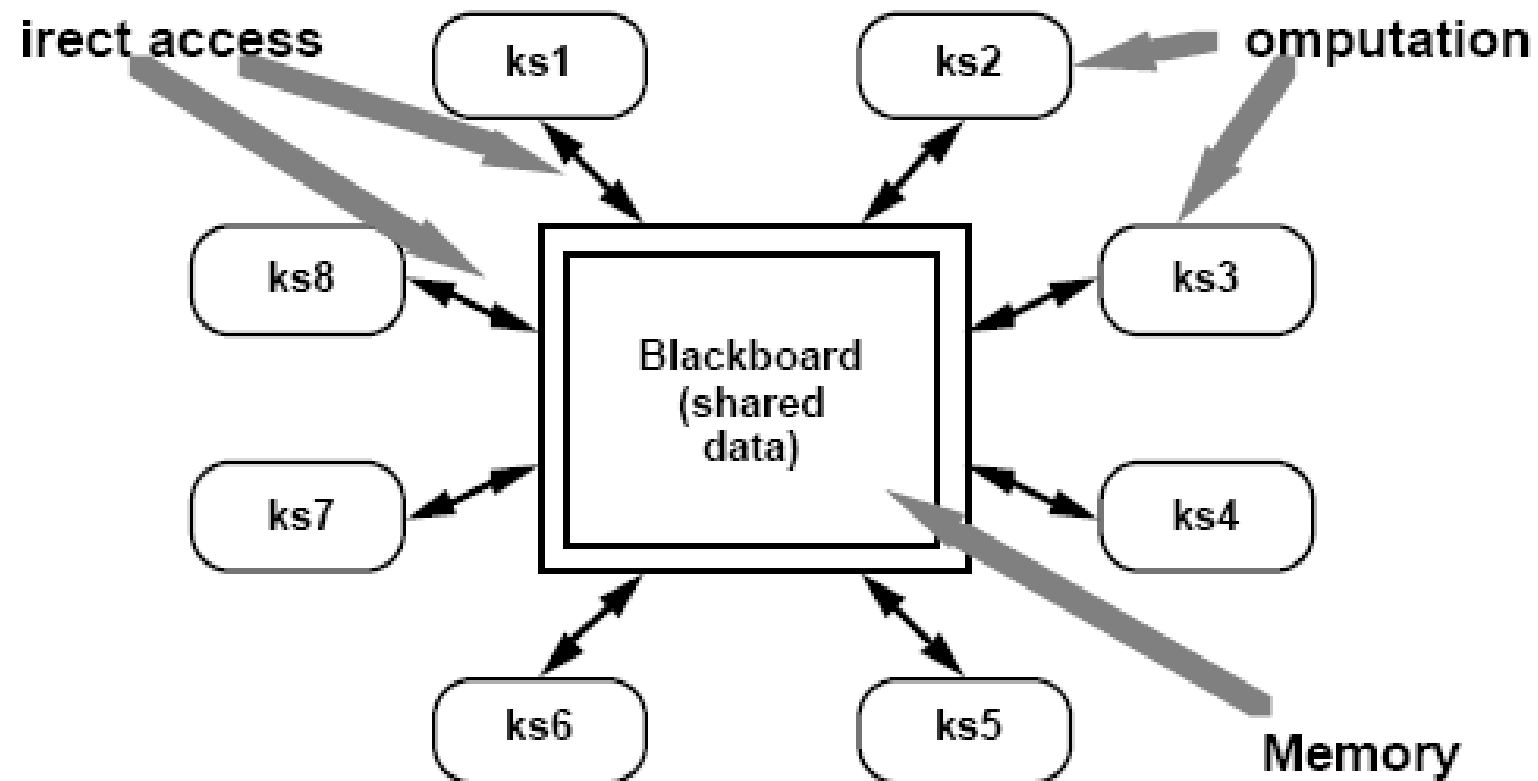 irect access
ks1
ks2
omputation
ks8
ks3
Blackboard
(shared
data)
ks7
ks4
ks6
ks5
Memory